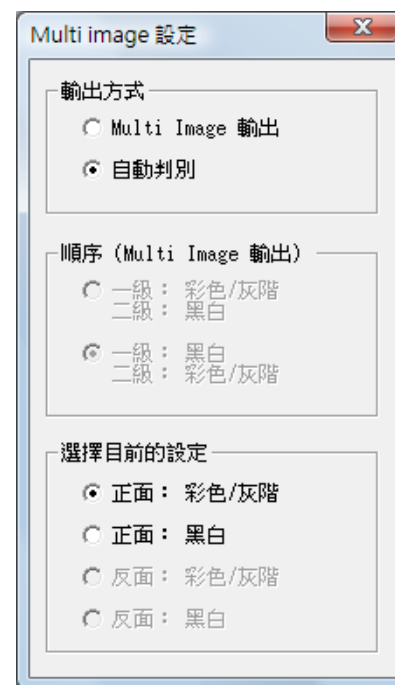 Multi image 設定
輸出方式
Multi Image 輸出
自動判別
順序 (Multi Image 輸出)
一級： 彩色/灰階
二級： 黑白
一級： 黑白
二級： 彩色/灰階
選擇目前的設定
正面： 彩色/灰階
正面： 黑白
反面： 彩色/灰階
反面： 黑白